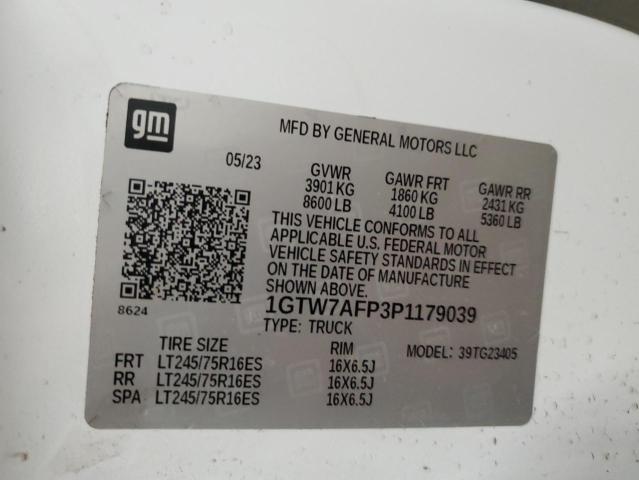 gm
MFD BY GENERAL MOTORS LLC
05/23
GVWR GAWR FRT GAWR RR
3901 KG 1860 KG 2431 KG
8600 LB 4100 LB 5360 LB
THIS VEHICLE CONFORMS TO ALL
APPLICABLE U.S. FEDERAL MOTOR
VEHICLE SAFETY STANDARDS IN EFFECT
ON THE DATE OF MANUFACTURE
SHOWN ABOVE.
8624
1GTW7AFP3P1179039
TYPE: TRUCK
TIRE SIZE RIM MODEL: 39TG23405
FRT LT245/75R16ES 16X6.5J
RR LT245/75R16ES 16X6.5J
SPA LT245/75R16ES 16X6.5J